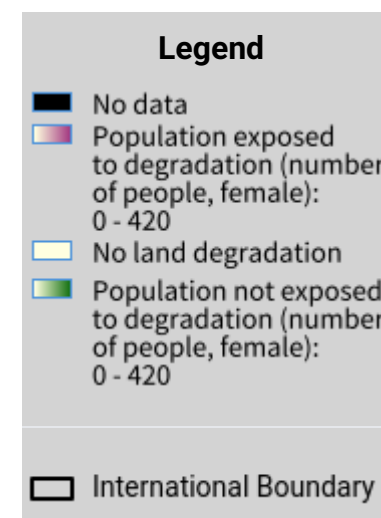 Legend
No data
Population exposed
to degradation (number
of people, female):
0 - 420
No land degradation
Population not exposed
to degradation (number
of people, female):
0 - 420
International Boundary